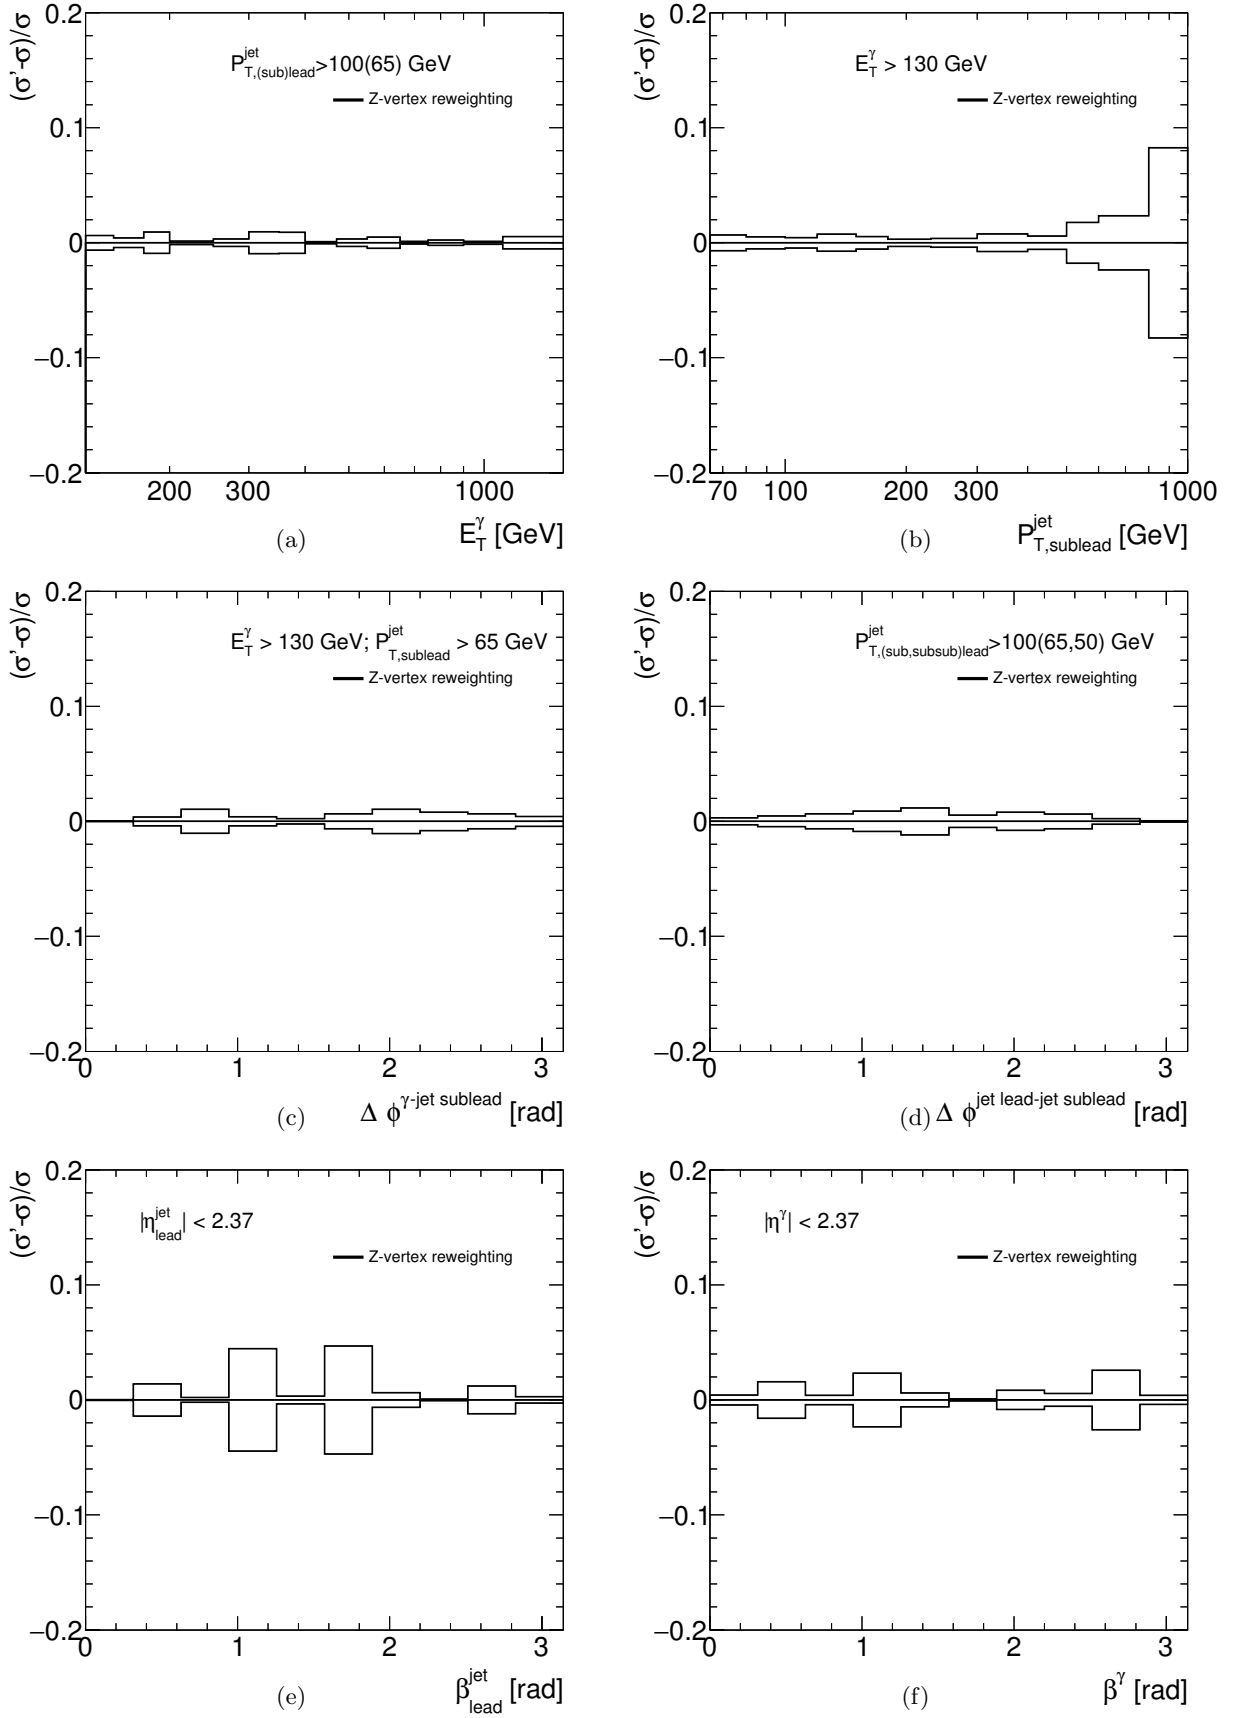 (σ'-σ)/σ
0.2
0.1
0
−0.1
−0.2
P^jet_T,(sub)lead>100(65) GeV
Z-vertex reweighting
200 300 1000
(a) E^γ_T [GeV]
(σ'-σ)/σ
0.2
0.1
0
−0.1
−0.2
E^γ_T > 130 GeV
Z-vertex reweighting
70 100 200 300 1000
(b) P^jet_T,sublead [GeV]
(σ'-σ)/σ
0.2
0.1
0
−0.1
−0.2
E^γ_T > 130 GeV; P^jet_T,sublead > 65 GeV
Z-vertex reweighting
0 1 2 3
(c) Δ ϕ^γ-jet sublead [rad]
(σ'-σ)/σ
0.2
0.1
0
−0.1
−0.2
P^jet_T,(sub,subsub)lead>100(65,50) GeV
Z-vertex reweighting
0 1 2 3
(d) Δ ϕ^jet lead-jet sublead [rad]
(σ'-σ)/σ
0.2
0.1
0
−0.1
−0.2
|η^jet_lead| < 2.37
Z-vertex reweighting
0 1 2 3
(e) β^jet_lead [rad]
(σ'-σ)/σ
0.2
0.1
0
−0.1
−0.2
|η^γ| < 2.37
Z-vertex reweighting
0 1 2 3
(f) β^γ [rad]